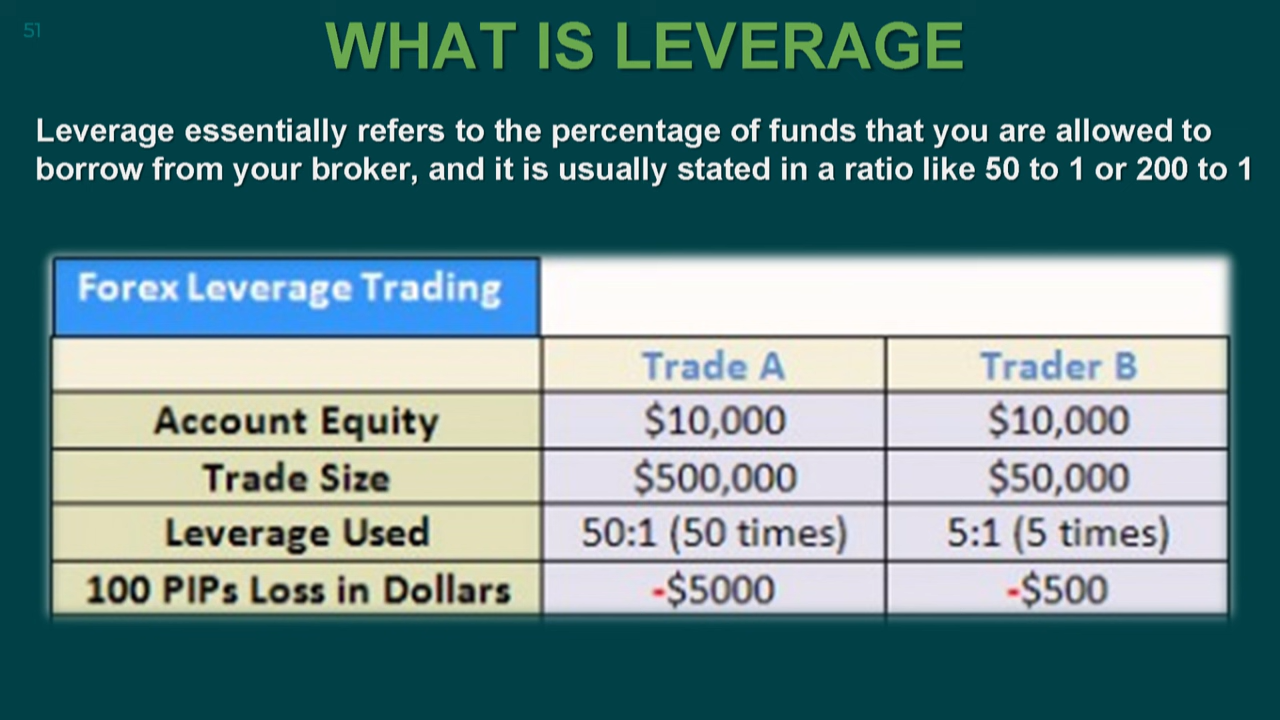 51
WHAT IS LEVERAGE
Leverage essentially refers to the percentage of funds that you are allowed to
borrow from your broker, and it is usually stated in a ratio like 50 to 1 or 200 to 1
Forex Leverage Trading
Trade A Trader B
Account Equity $10,000 $10,000
Trade Size $500,000 $50,000
Leverage Used 50:1 (50 times) 5:1 (5 times)
100 PIPs Loss in Dollars -$5000 -$500